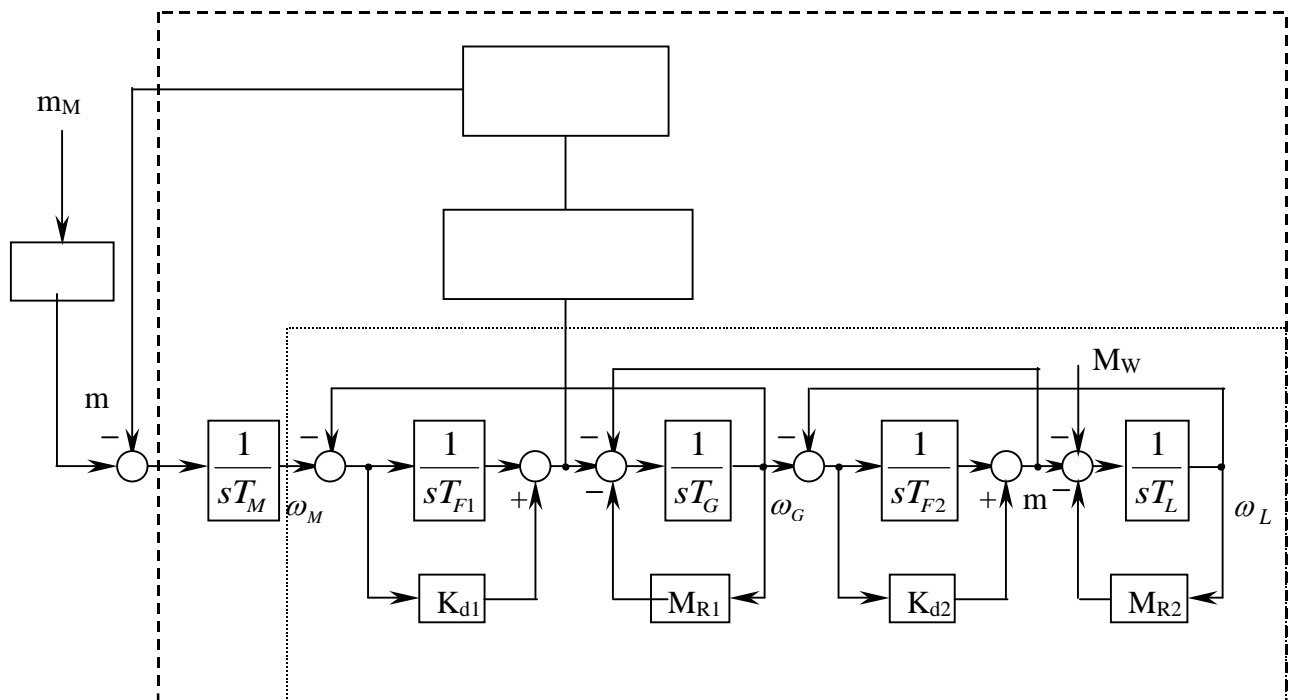 m_M
M_W
m
− − − − − −
1/sT_M
1/sT_F1
1/sT_G
1/sT_F2
1/sT_L
ω_M
+
−
ω_G
+
m
−
ω_L
K_d1
M_R1
K_d2
M_R2